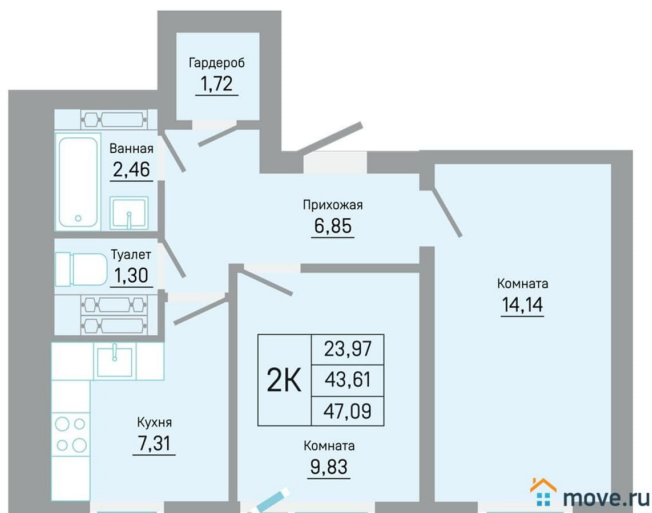 Гардероб
1,72
Ванная
2,46
Прихожая
6,85
Туалет
1,30
Комната
14,14
2К
23,97
43,61
47,09
Кухня
7,31
Комната
9,83
move.ru